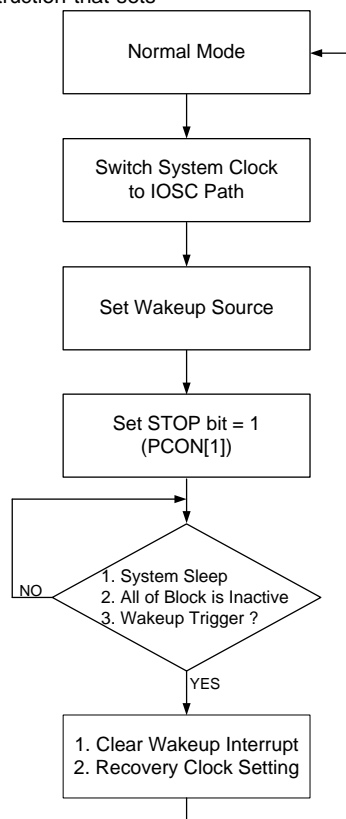 Normal Mode
Switch System Clock
to IOSC Path
Set Wakeup Source
Set STOP bit = 1
(PCON[1])
1. System Sleep
2. All of Block is Inactive
3. Wakeup Trigger ?
NO
YES
1. Clear Wakeup Interrupt
2. Recovery Clock Setting